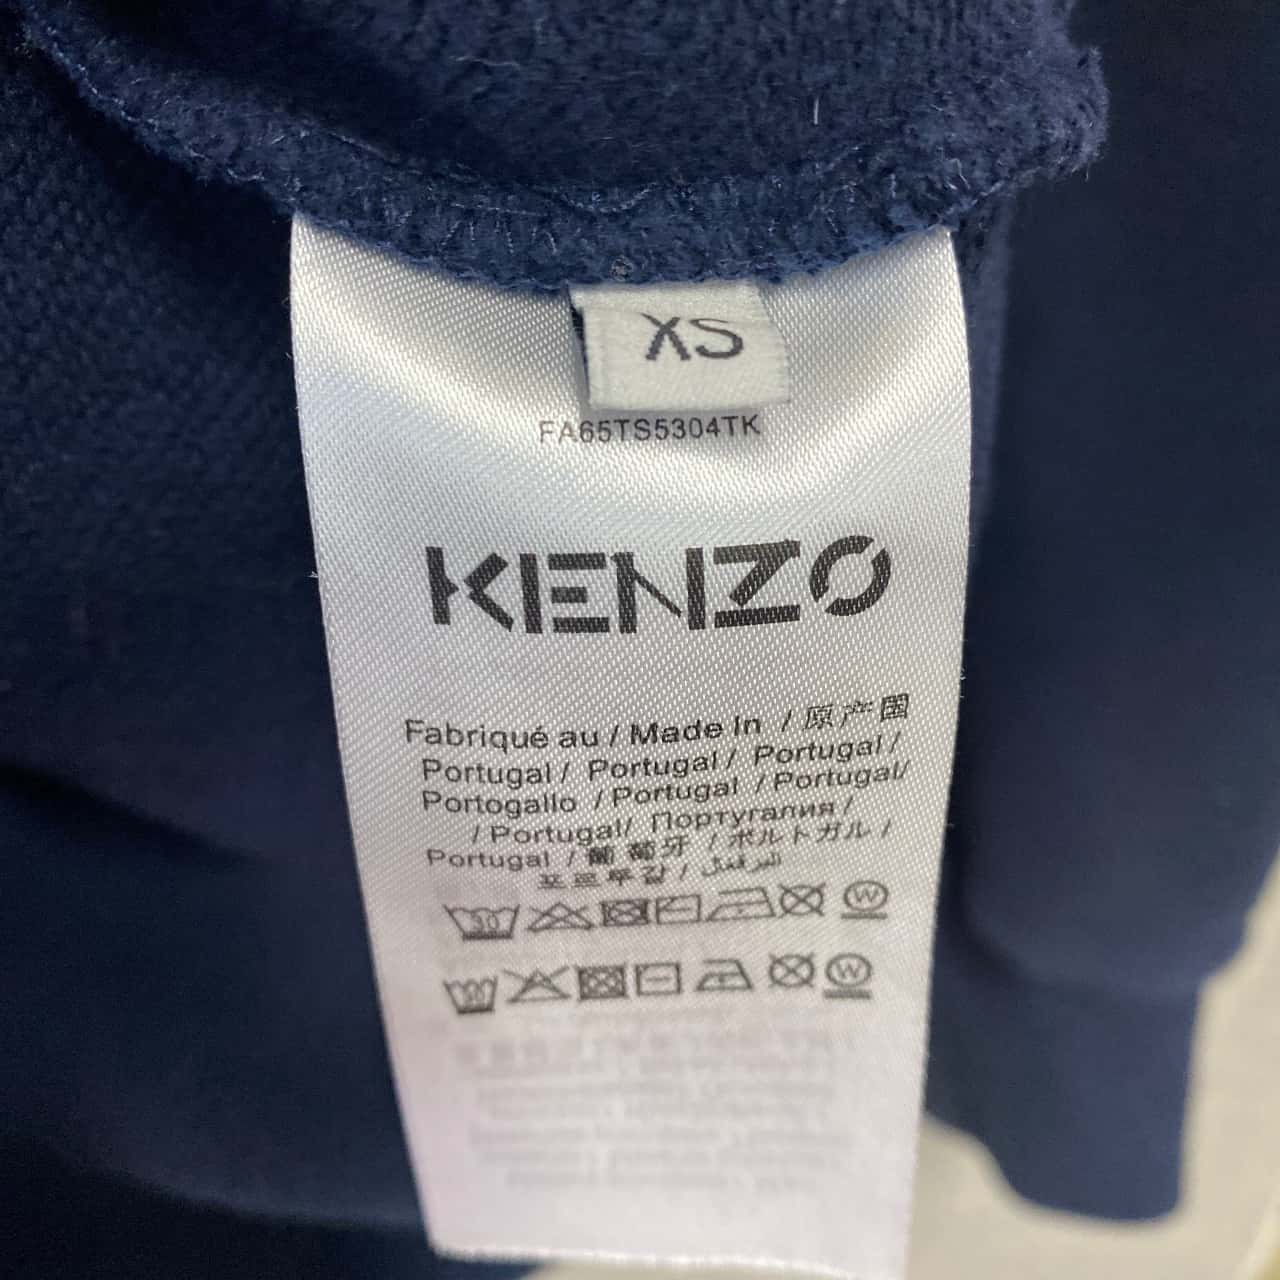 XS
FA65TS5304TK
KENZO
Fabriqué au / Made In / 原产国
Portugal / Portugal / Portugal /
Portogallo / Portugal / Portugal/
/ Portugal/ Португалия /
Portugal / 葡萄牙 / ポルトガル /
포르투갈 / البرتغال
30
W
W